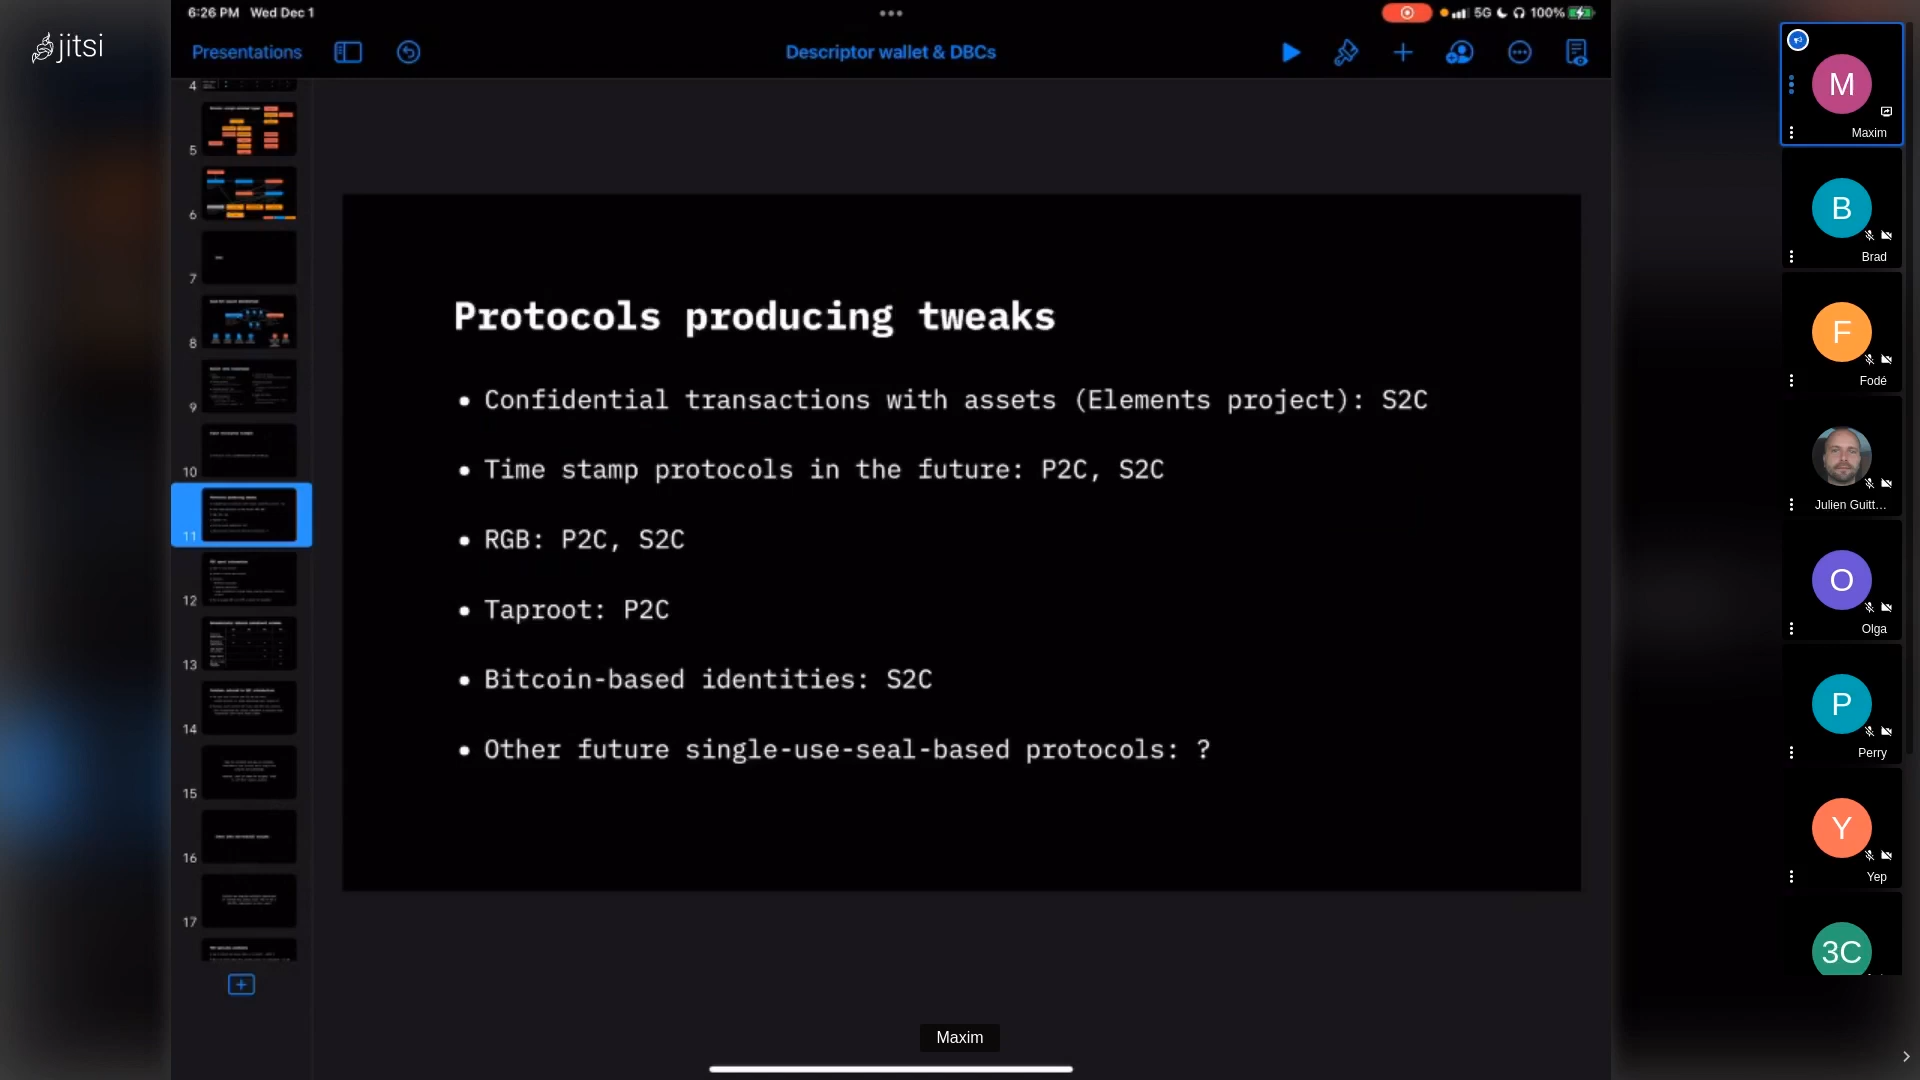 6:26 PM Wed Dec 1
5G 100%
jitsi
Presentations
Descriptor wallet & DBCs
4
5
6
7
8
9
10
11
12
13
14
15
16
17
Protocols producing tweaks
• Confidential transactions with assets (Elements project): S2C
• Time stamp protocols in the future: P2C, S2C
• RGB: P2C, S2C
• Taproot: P2C
• Bitcoin-based identities: S2C
• Other future single-use-seal-based protocols: ?
Maxim
M
Maxim
B
Brad
F
Fodé
Julien Guitt...
O
Olga
P
Perry
Y
Yep
3C